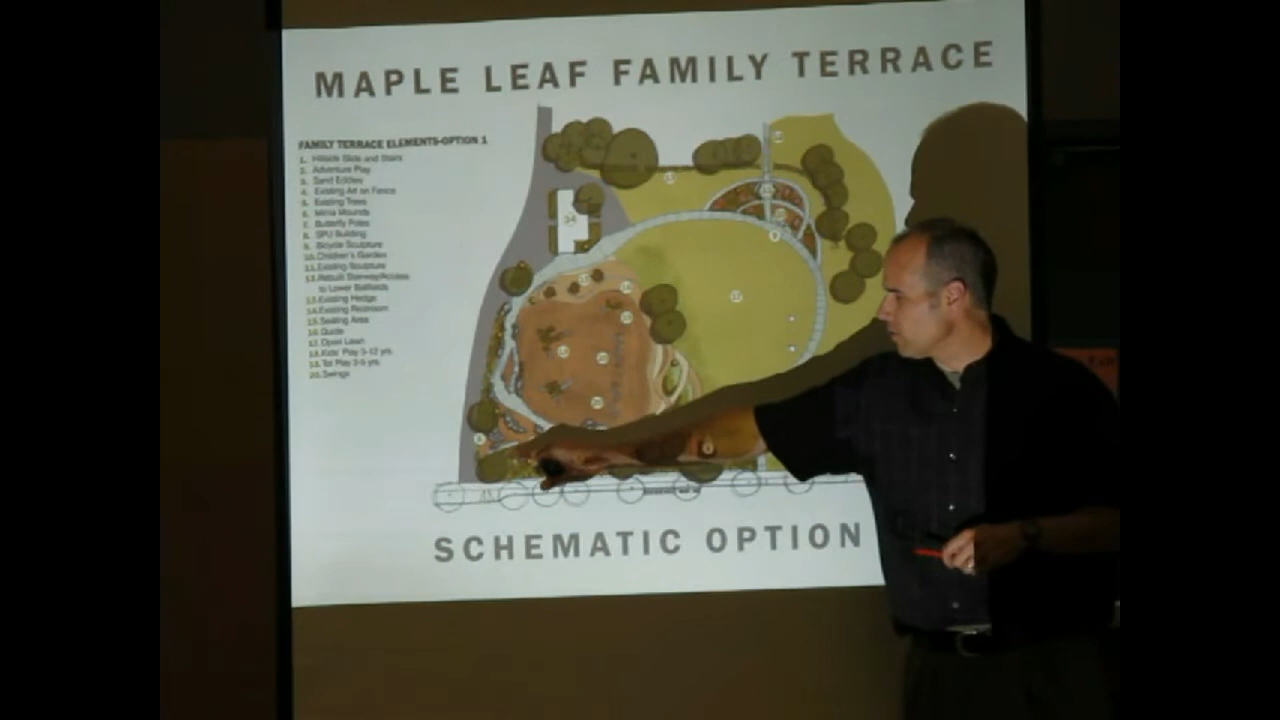 MAPLE LEAF FAMILY TERRACE
FAMILY TERRACE ELEMENTS-OPTION 1
1. Hillside Slide and Stairs
2. Adventure Play
3. Sand Eddies
4. Existing Art on Fence
5. Existing Trees
6. Mima Mounds
7. Butterfly Poles
8. SPU Building
9. Bicycle Sculpture
10. Children's Garden
11. Existing Sculpture
12. Rebuilt Stairway/Access
to Lower Ballfields
13. Existing Hedge
14. Existing Restroom
15. Seating Area
16.
17. Open Lawn
18. Kids' Play 5-12 yrs.
19. Tot Play 2-5 yrs.
20. Swings
14
17
SCHEMATIC OPTION